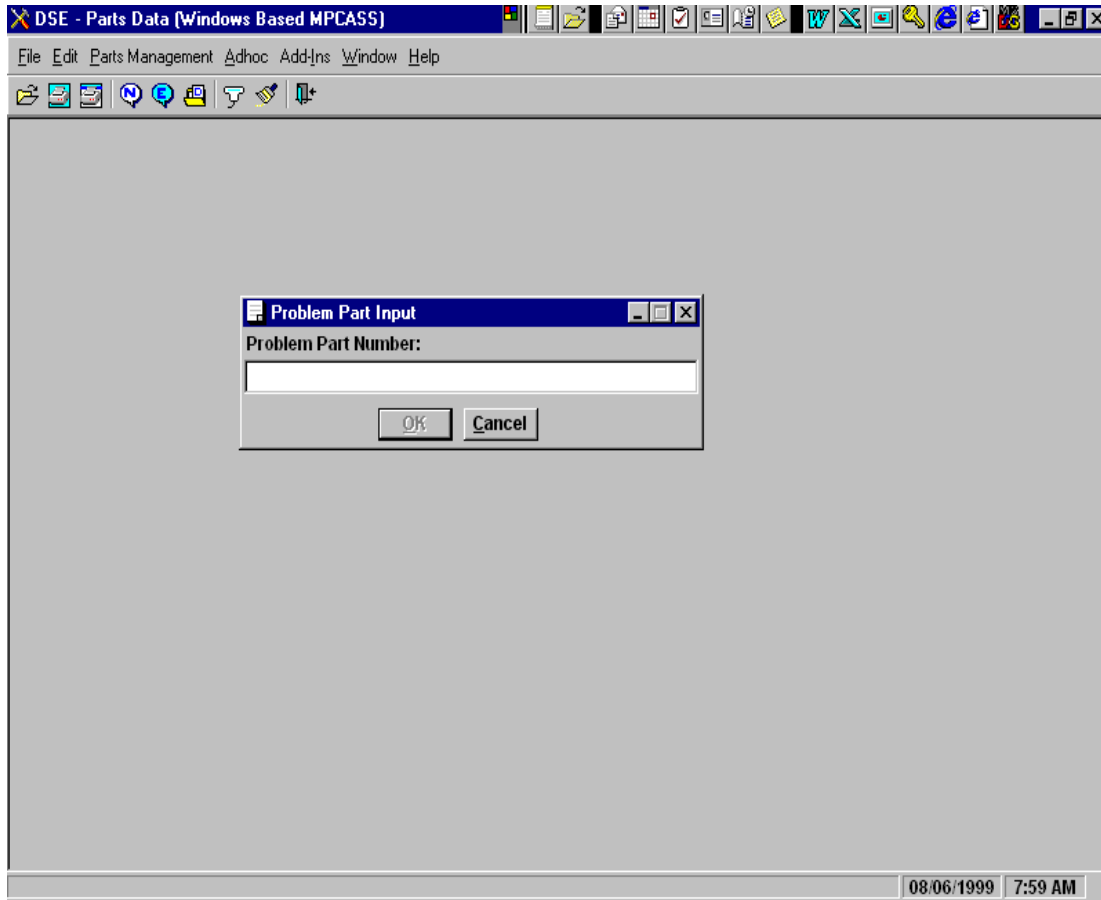 DSE - Parts Data (Windows Based MPCASS)
File Edit Parts Management Adhoc Add-Ins Window Help
N E
Problem Part Input
Problem Part Number:
OK Cancel
08/06/1999 7:59 AM